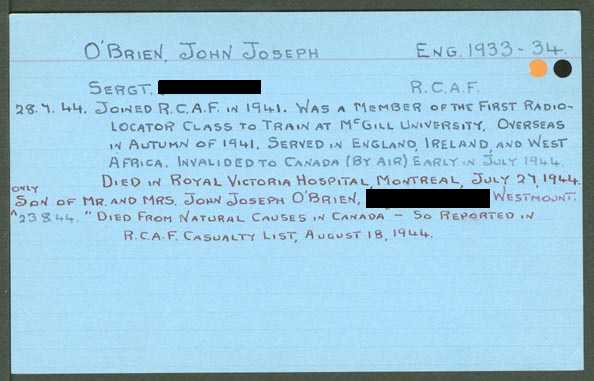 O'BRIEN, JOHN JOSEPH ENG. 1933-34.
SERGT. R.C.A.F.
28.7.44. JOINED R.C.A.F. IN 1941. WAS A MEMBER OF THE FIRST RADIO-
LOCATOR CLASS TO TRAIN AT McGILL UNIVERSITY. OVERSEAS
IN AUTUMN OF 1941. SERVED IN ENGLAND, IRELAND, AND WEST
AFRICA. INVALIDED TO CANADA (BY AIR) EARLY IN JULY 1944.
DIED IN ROYAL VICTORIA HOSPITAL, MONTREAL, JULY 27, 1944.
ONLY
^SON OF MR. AND MRS. JOHN JOSEPH O'BRIEN, WESTMOUNT.
23.8.44. "DIED FROM NATURAL CAUSES IN CANADA" - SO REPORTED IN
R.C.A.F. CASUALTY LIST, AUGUST 18, 1944.